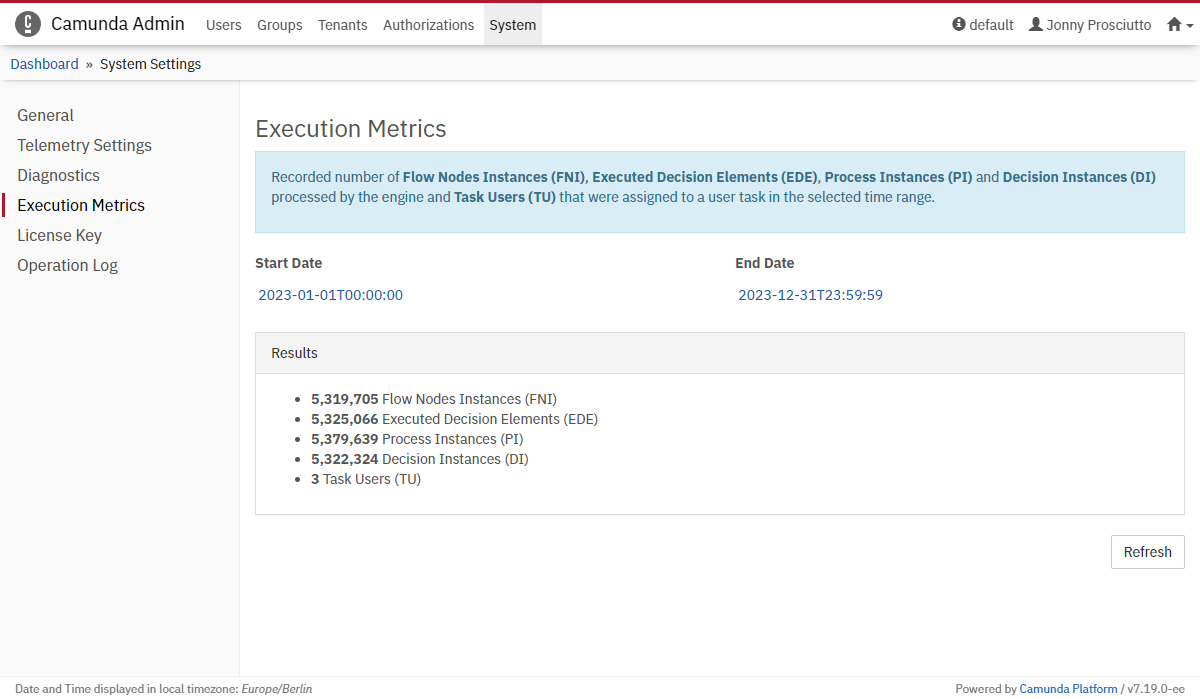 Camunda Admin Users Groups Tenants Authorizations System default Jonny Prosciutto
Dashboard » System Settings
General
Telemetry Settings
Diagnostics
Execution Metrics
License Key
Operation Log
Execution Metrics
Recorded number of Flow Nodes Instances (FNI), Executed Decision Elements (EDE), Process Instances (PI) and Decision Instances (DI)
processed by the engine and Task Users (TU) that were assigned to a user task in the selected time range.
Start Date End Date
2023-01-01T00:00:00 2023-12-31T23:59:59
Results
• 5,319,705 Flow Nodes Instances (FNI)
• 5,325,066 Executed Decision Elements (EDE)
• 5,379,639 Process Instances (PI)
• 5,322,324 Decision Instances (DI)
• 3 Task Users (TU)
Refresh
Date and Time displayed in local timezone: Europe/Berlin Powered by Camunda Platform / v7.19.0-ee